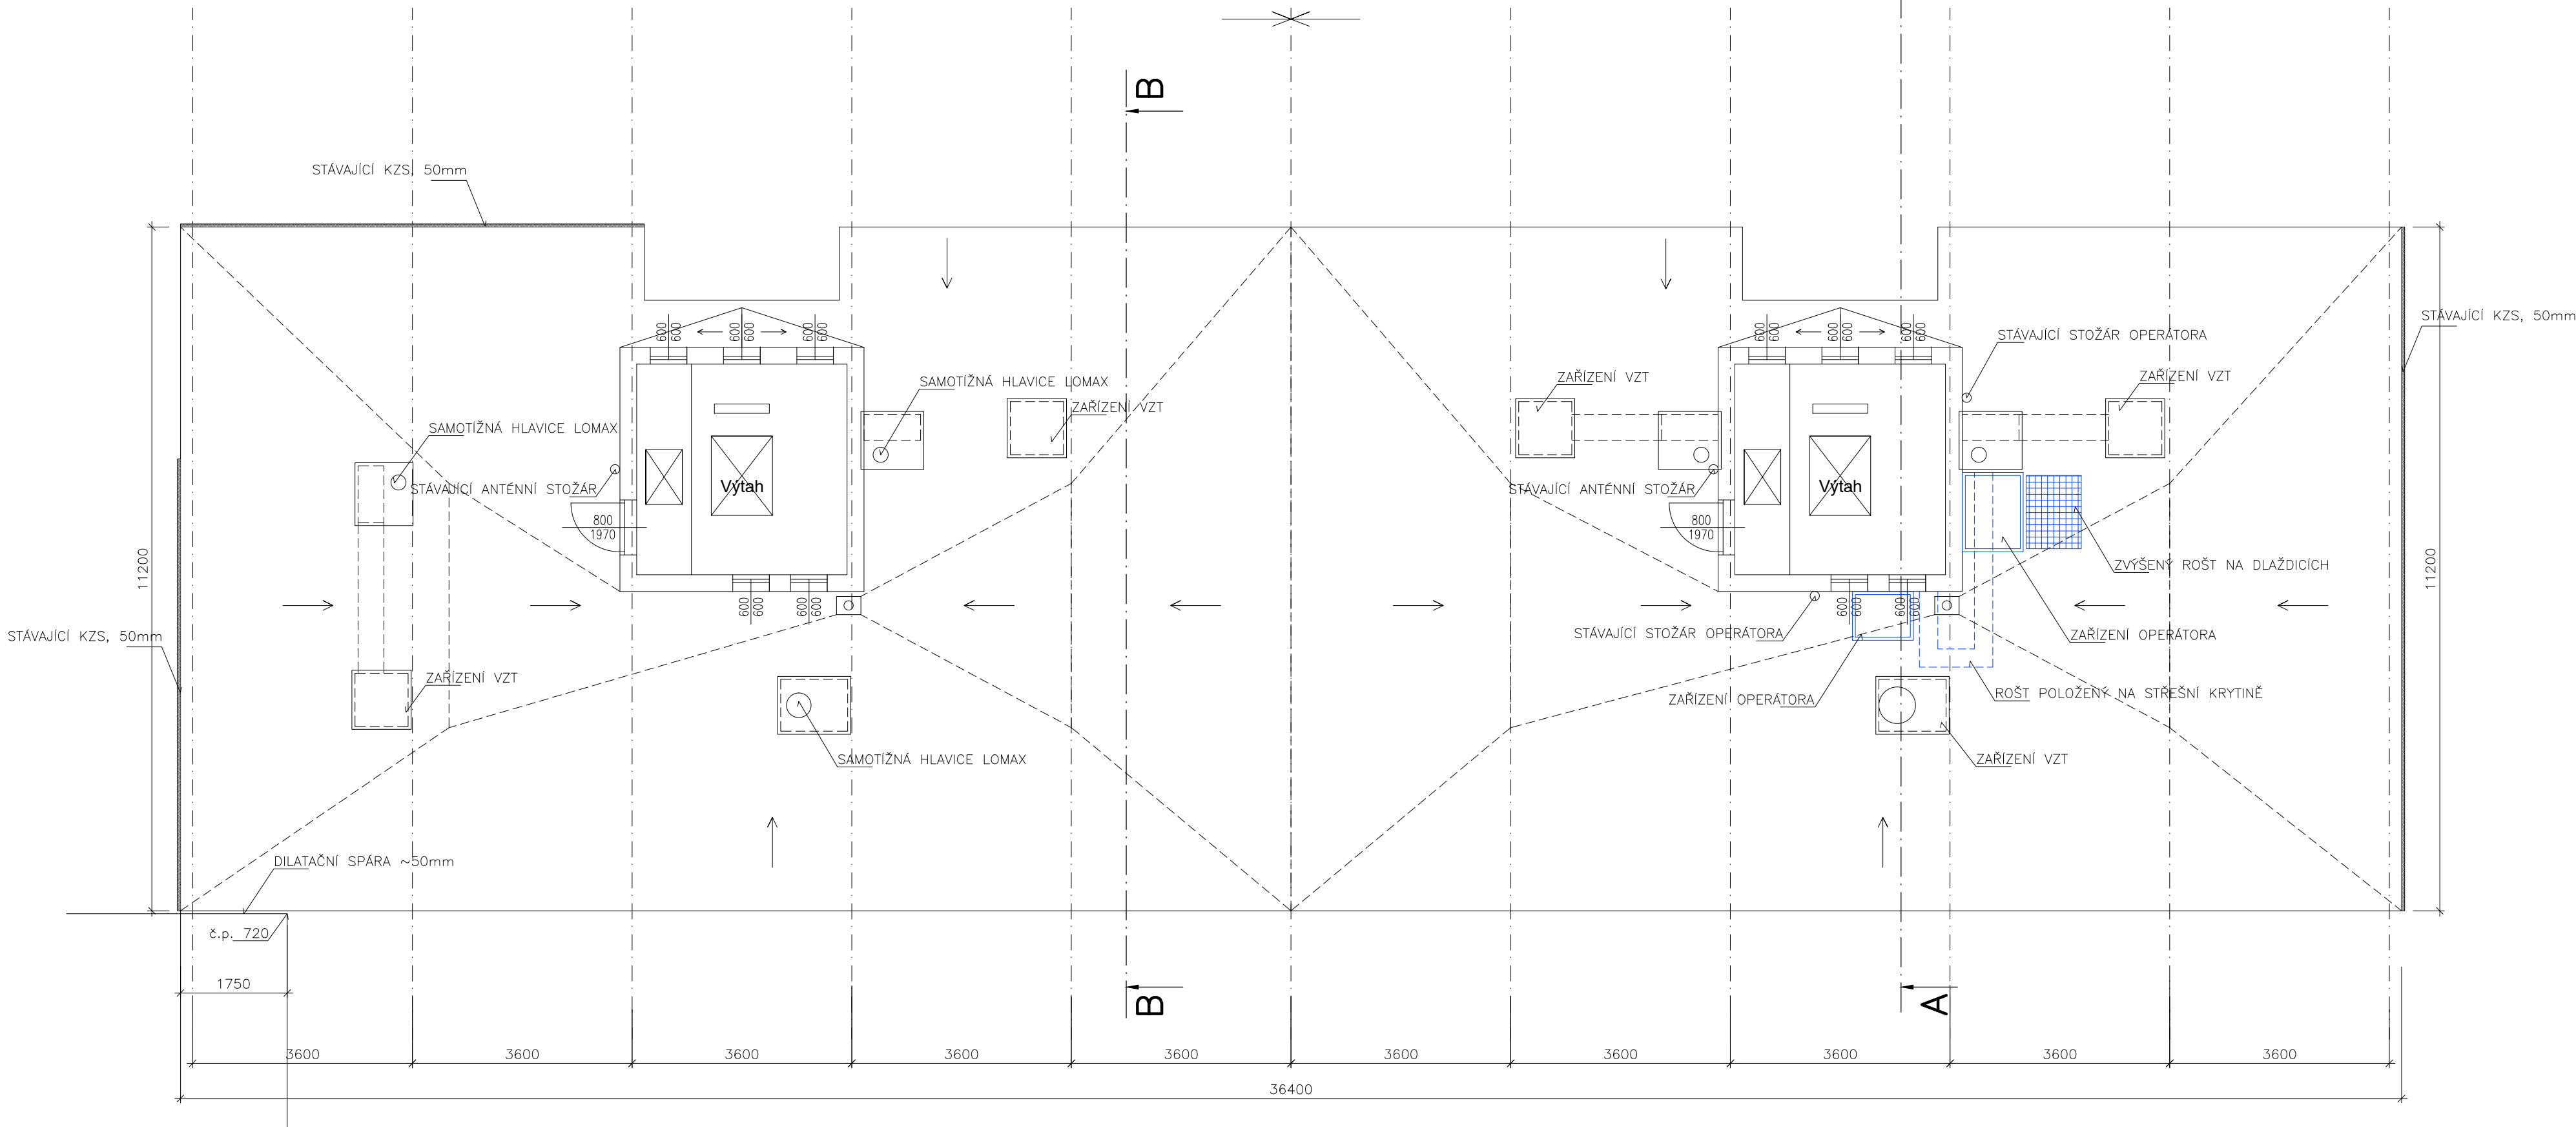 B
STÁVAJÍCÍ KZS, 50mm
STÁVAJÍCÍ KZS, 50mm
600
600
600
600
600
600
600
600
600
600
600
600
STÁVAJÍCÍ STOŽÁR OPERÁTORA
SAMOTÍŽNÁ HLAVICE LOMAX
ZAŘÍZENÍ VZT
ZAŘÍZENÍ VZT
ZAŘÍZENÍ VZT
SAMOTÍŽNÁ HLAVICE LOMAX
STÁVAJÍCÍ ANTÉNNÍ STOŽÁR
Výtah
STÁVAJÍCÍ ANTÉNNÍ STOŽÁR
Výtah
800
1970
800
1970
11200
11200
ZVÝŠENÝ ROŠT NA DLAŽDICÍCH
600
600
600
600
600
600
600
600
STÁVAJÍCÍ KZS, 50mm
STÁVAJÍCÍ STOŽÁR OPERÁTORA
ZAŘÍZENÍ OPERÁTORA
ZAŘÍZENÍ VZT
ZAŘÍZENÍ OPERÁTORA
ROŠT POLOŽENÝ NA STŘEŠNÍ KRYTINĚ
SAMOTÍŽNÁ HLAVICE LOMAX
ZAŘÍZENÍ VZT
DILATAČNÍ SPÁRA ~50mm
č.p. 720
1750
B
A
3600
3600
3600
3600
3600
3600
3600
3600
3600
3600
36400